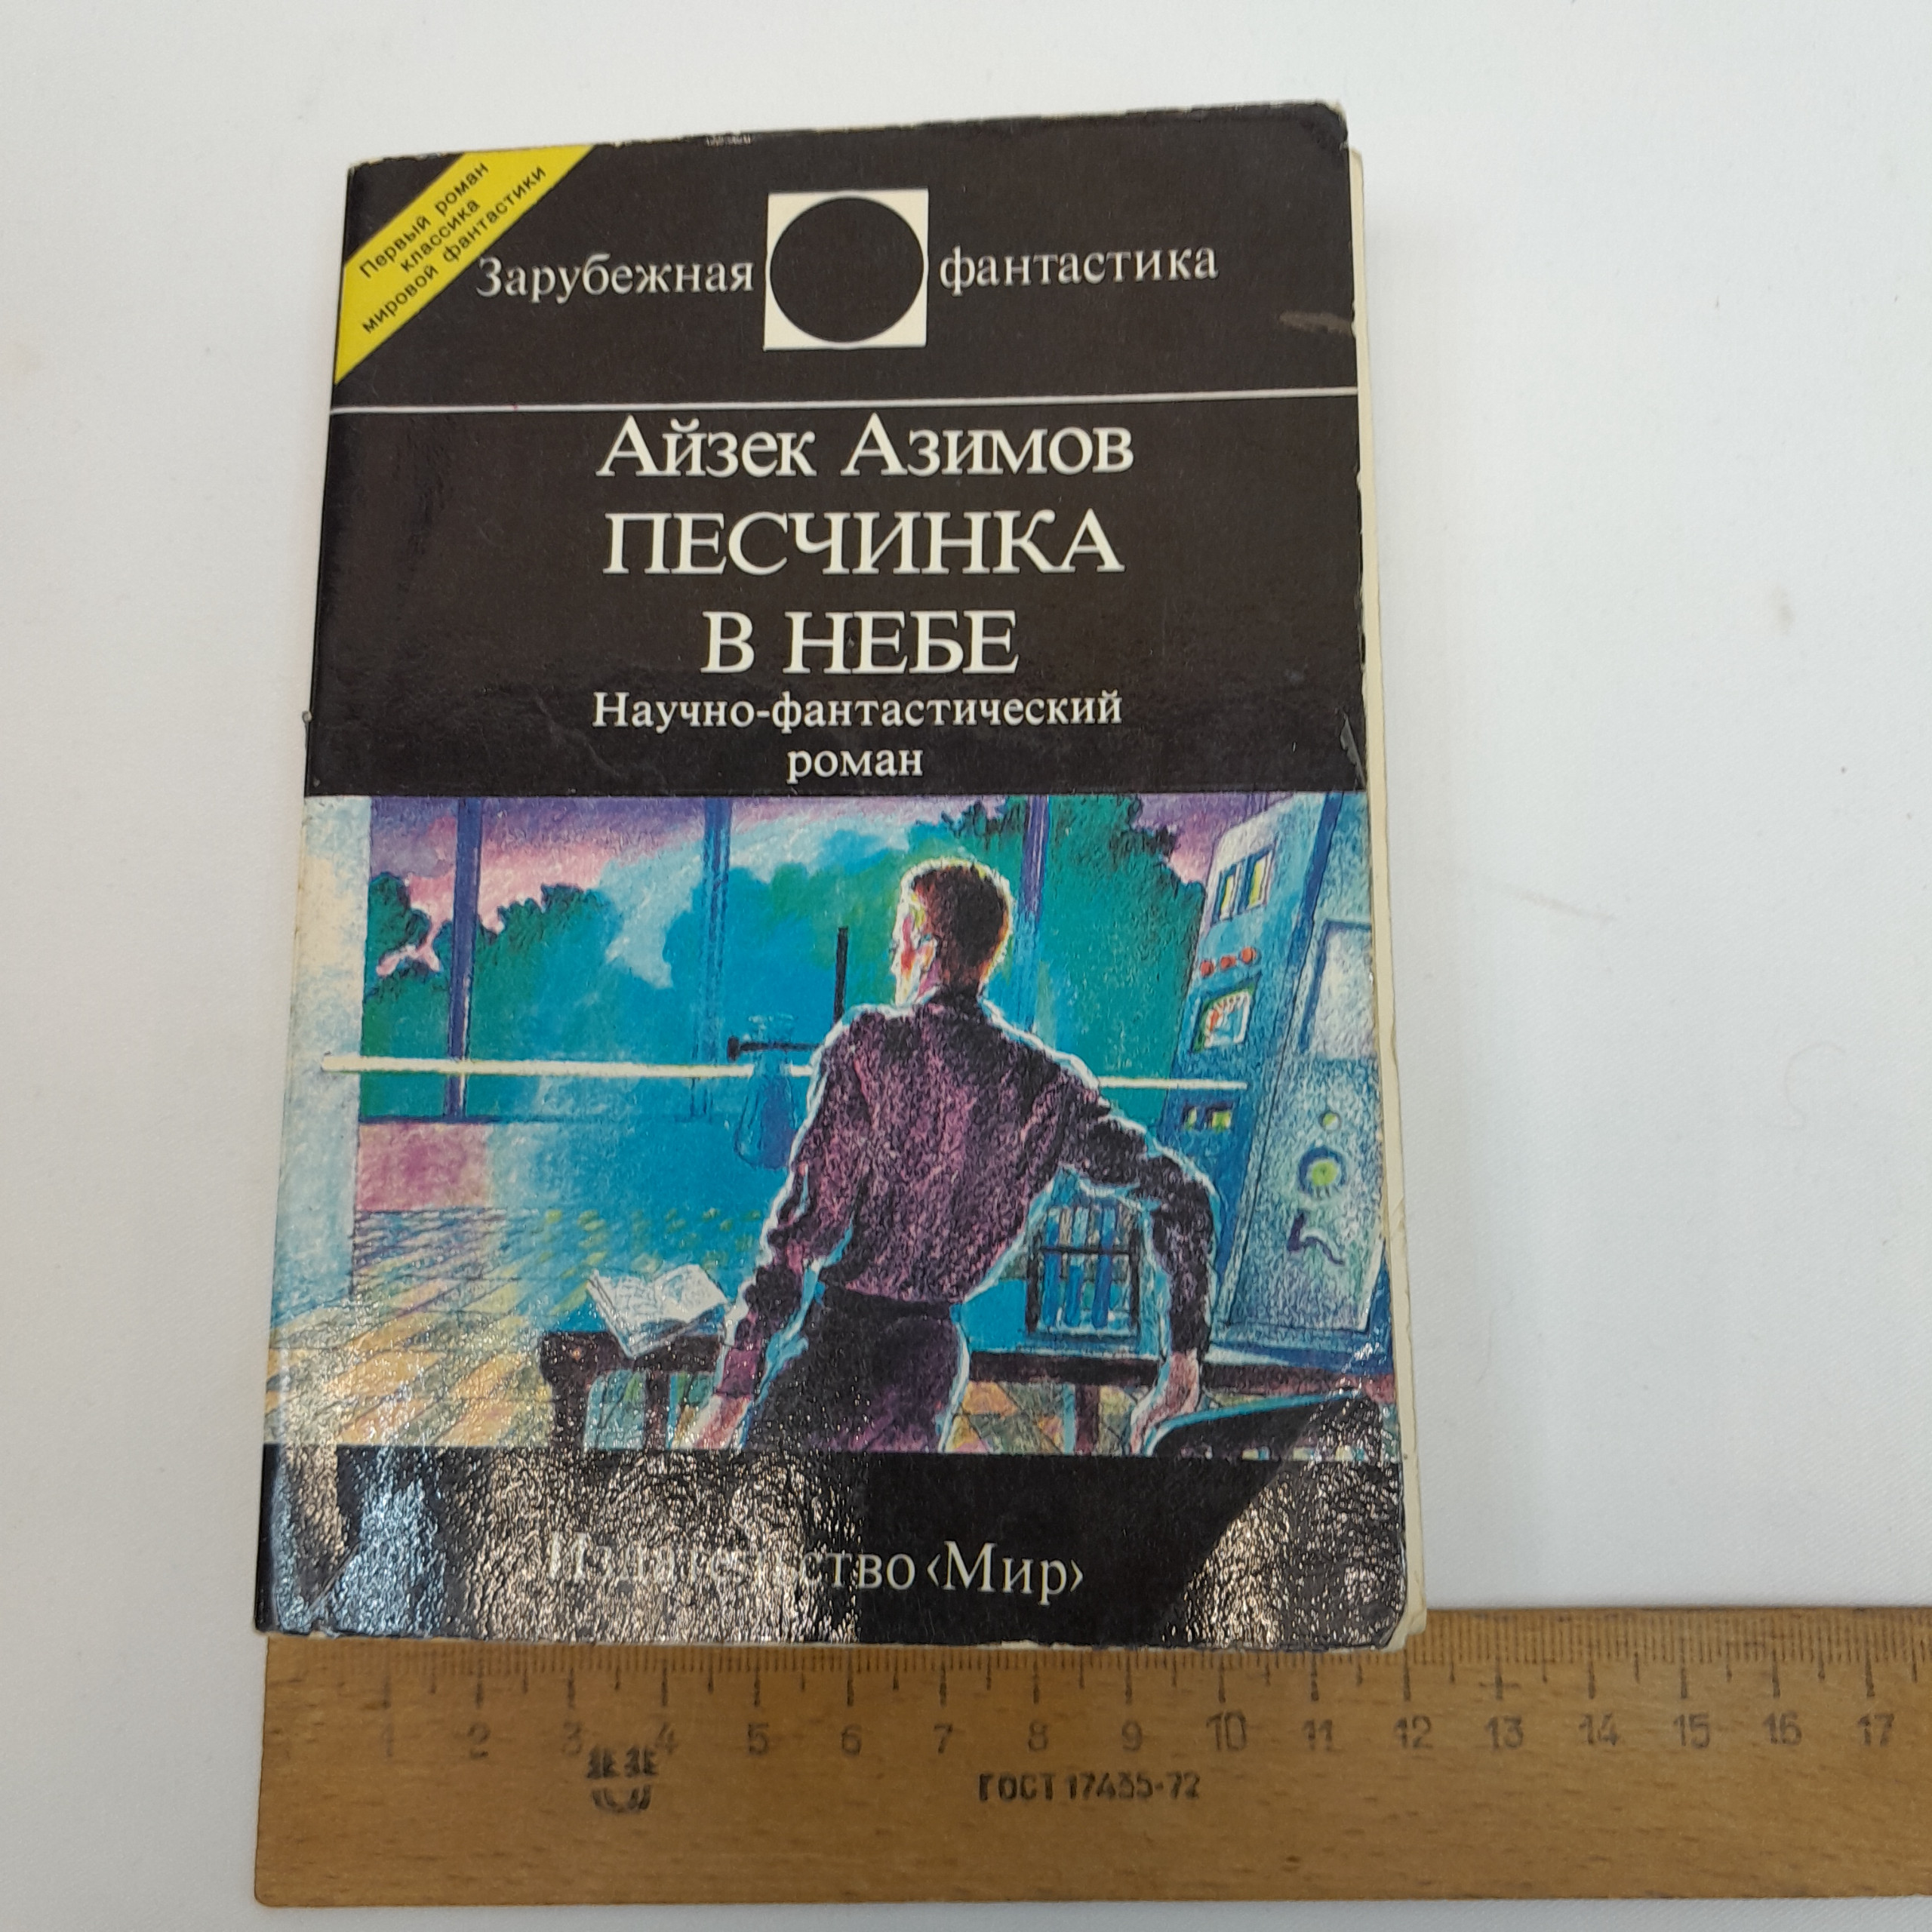 Первый роман
классика
мировой фантастики
Зарубежная фантастика
Айзек Азимов
ПЕСЧИНКА
В НЕБЕ
Научно-фантастический
роман
Издательство ‹Мир›
1 2 3 4 5 6 7 8 9 10 11 12 13 14 15 16 17
ГОСТ 17435-72